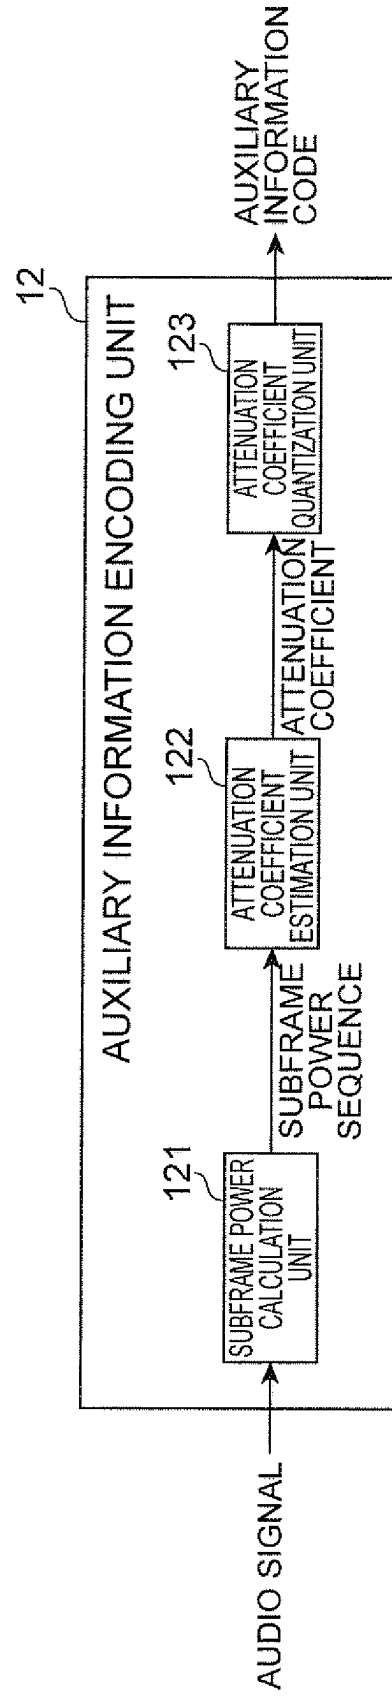 12
AUXILIARY INFORMATION ENCODING UNIT
AUDIO SIGNAL
121
SUBFRAME POWER
CALCULATION
UNIT
SUBFRAME
POWER
SEQUENCE
122
ATTENUATION
COEFFICIENT
ESTIMATION UNIT
ATTENUATION
COEFFICIENT
123
ATTENUATION
COEFFICIENT
QUANTIZATION UNIT
AUXILIARY
INFORMATION
CODE